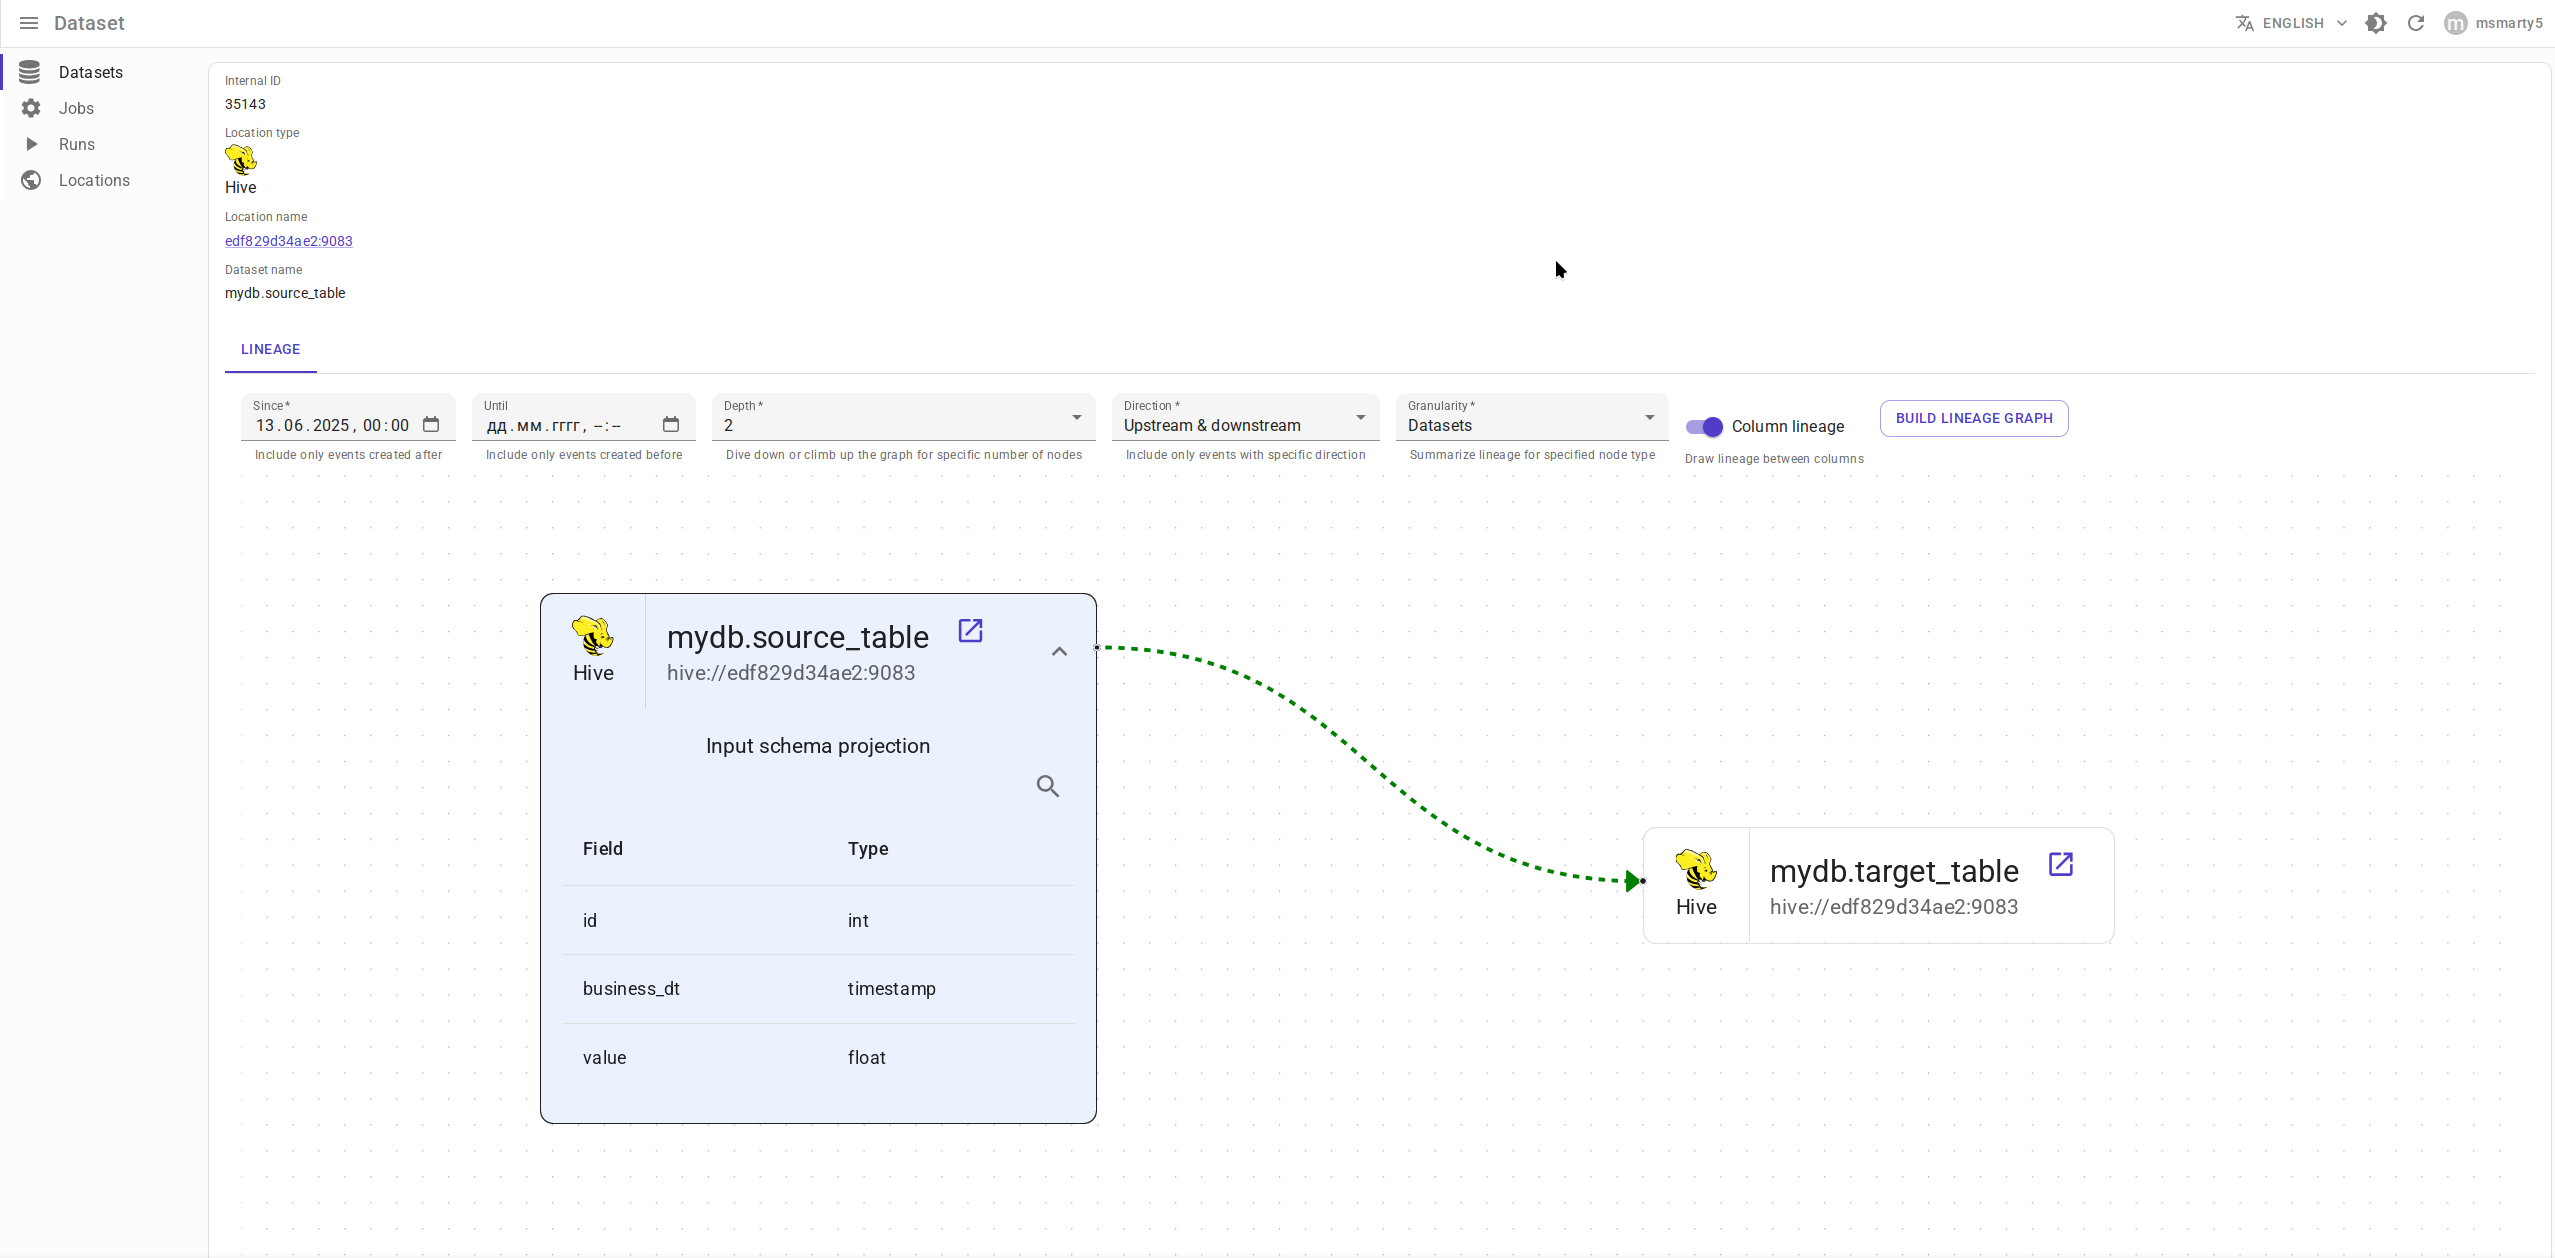 Dataset
ENGLISH
m
msmarty5
Datasets
Jobs
Runs
Locations
Internal ID
35143
Location type
Hive
Location name
edf829d34ae2:9083
Dataset name
mydb.source_table
LINEAGE
Since *
13.06.2025, 00:00
Include only events created after
Until
дд.мм.гггг, --:--
Include only events created before
Depth *
2
Dive down or climb up the graph for specific number of nodes
Direction *
Upstream & downstream
Include only events with specific direction
Granularity *
Datasets
Summarize lineage for specified node type
Column lineage
Draw lineage between columns
BUILD LINEAGE GRAPH
Hive
mydb.source_table
hive://edf829d34ae2:9083
Input schema projection
Field Type
id int
business_dt timestamp
value float
Hive
mydb.target_table
hive://edf829d34ae2:9083